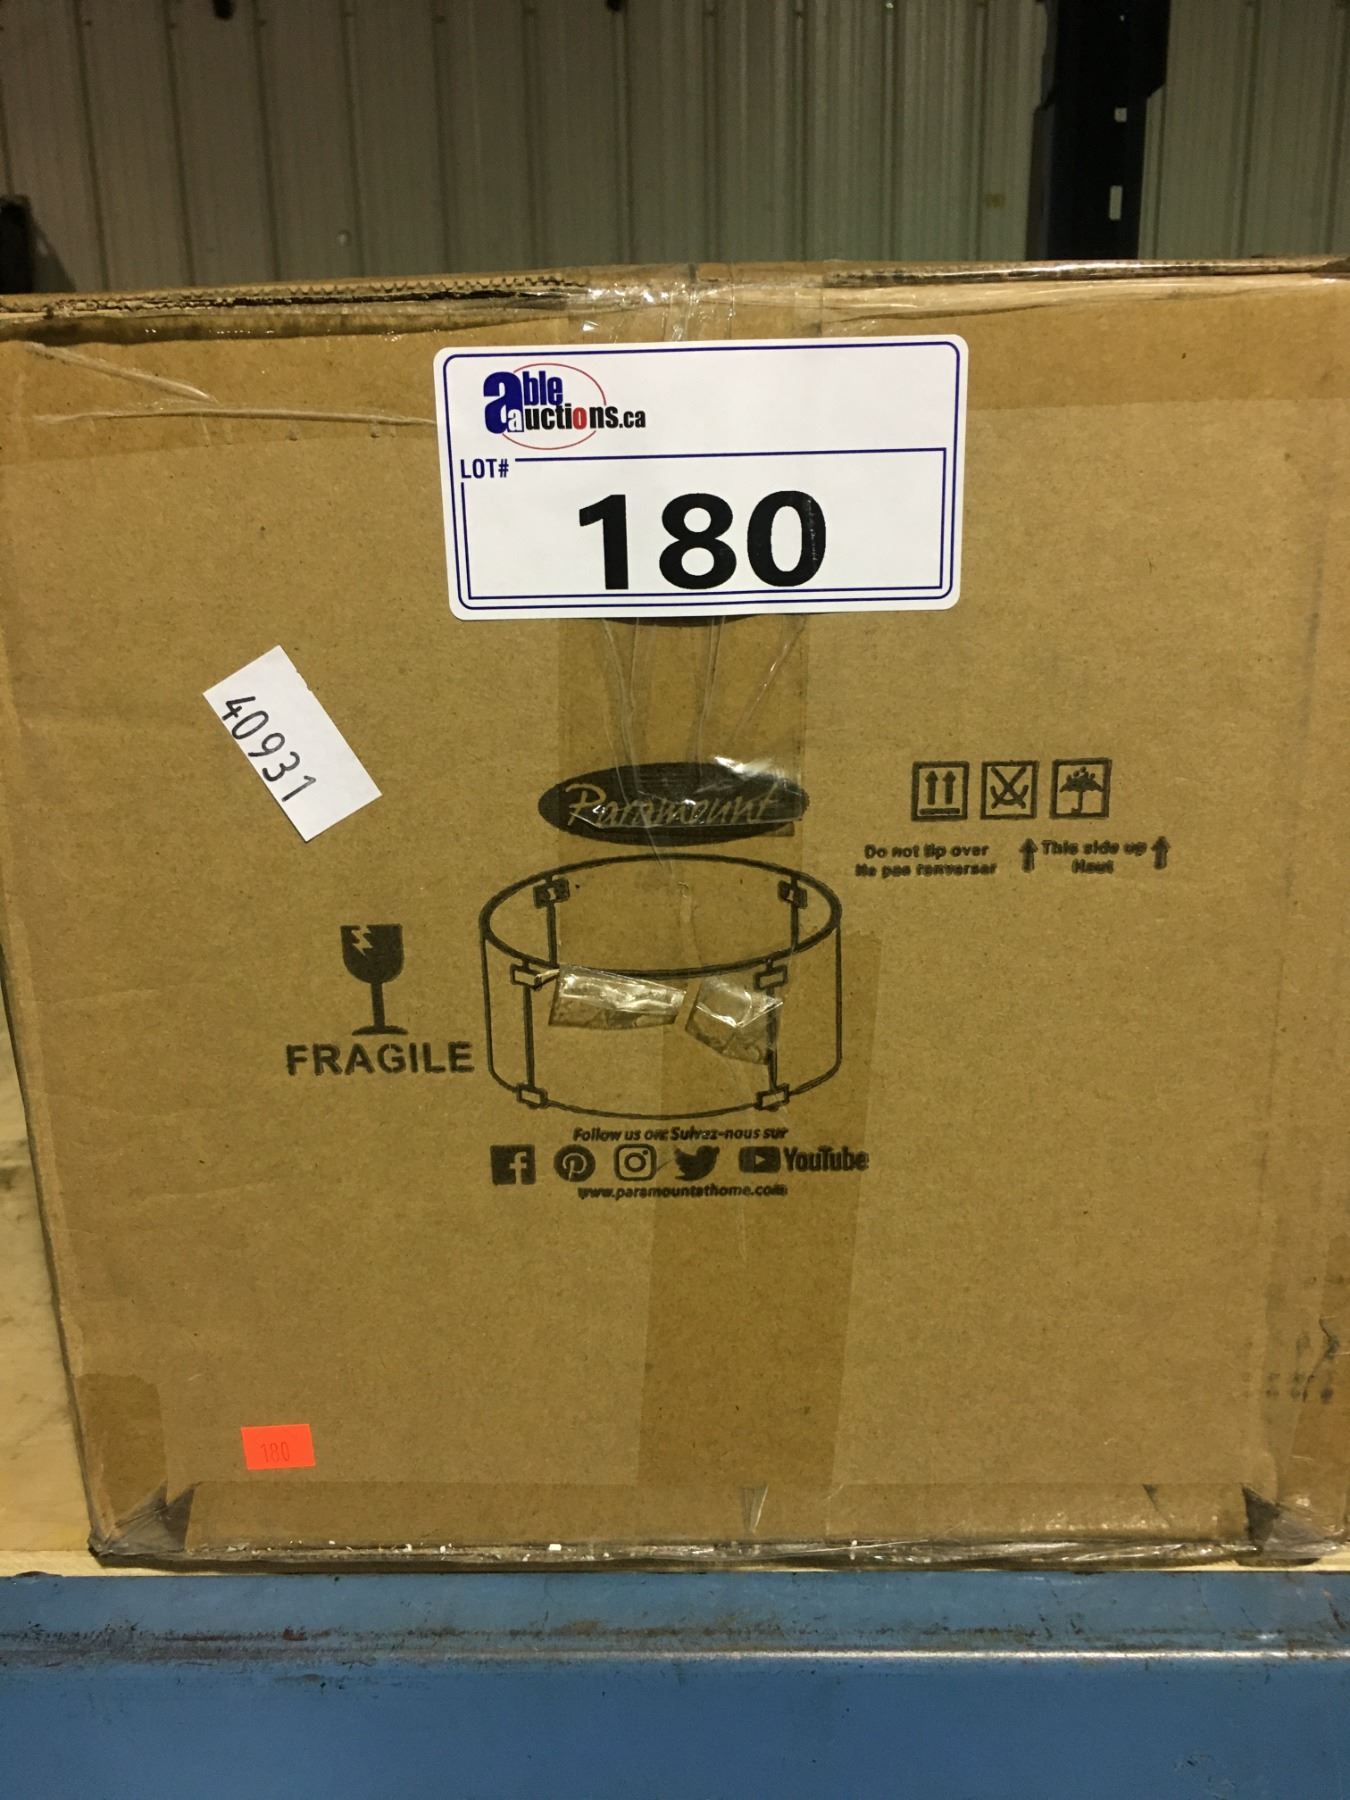 able auctions.ca
LOT#
180
40931
Paramount
Do not tip over
Ne pas renverser
This side up
Haut
FRAGILE
Follow us on: Suivez-nous sur
YouTube
www.paramountathome.com
180